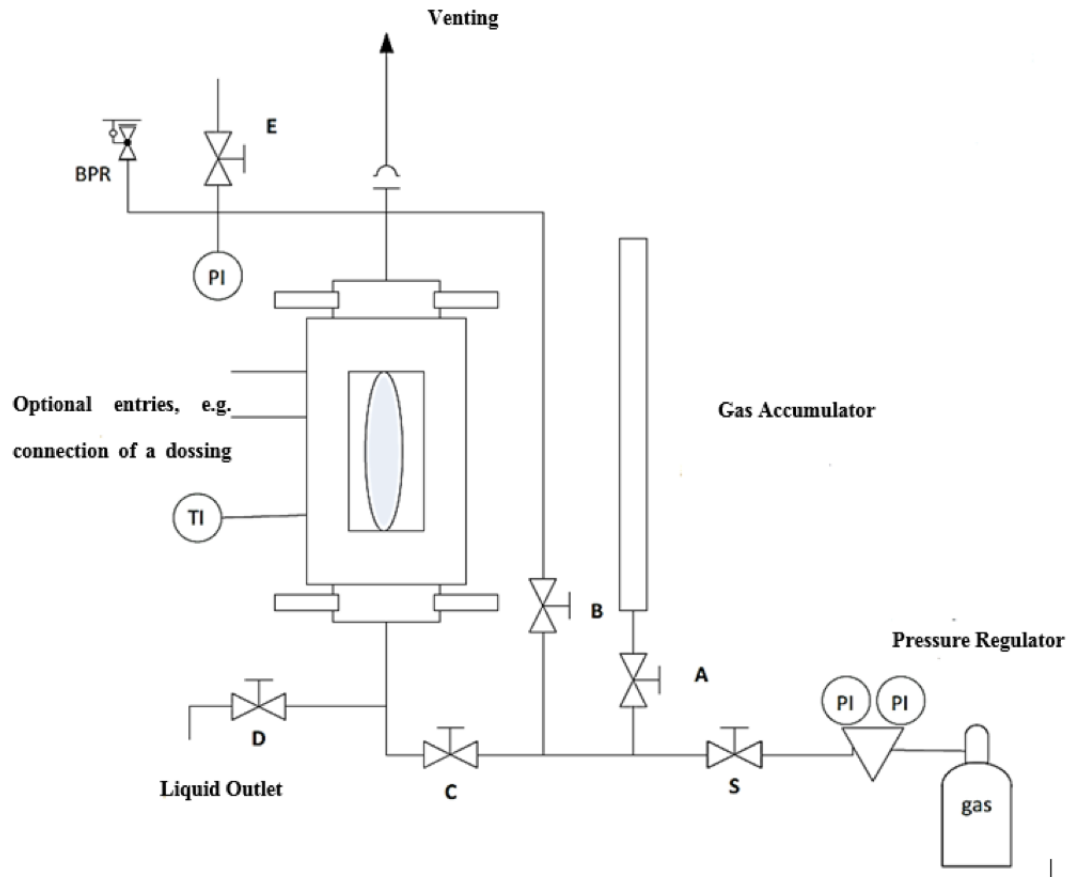 Venting
E
BPR
PI
Optional entries, e.g.
connection of a dossing
Gas Accumulator
TI
B
Pressure Regulator
A
PI PI
D
Liquid Outlet
C
S
gas